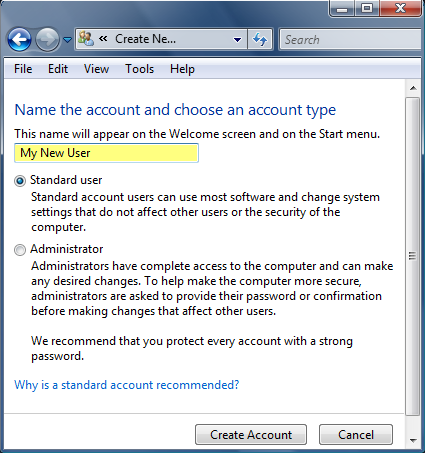 « Create Ne...
Search
File Edit View Tools Help
Name the account and choose an account type
This name will appear on the Welcome screen and on the Start menu.
My New User
Standard user
Standard account users can use most software and change system
settings that do not affect other users or the security of the
computer.
Administrator
Administrators have complete access to the computer and can make
any desired changes. To help make the computer more secure,
administrators are asked to provide their password or confirmation
before making changes that affect other users.
We recommend that you protect every account with a strong
password.
Why is a standard account recommended?
Create Account
Cancel